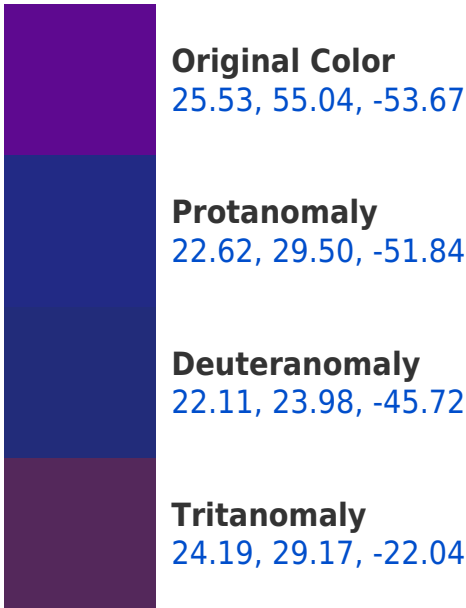 Original Color
25.53, 55.04, -53.67
Protanomaly
22.62, 29.50, -51.84
Deuteranomaly
22.11, 23.98, -45.72
Tritanomaly
24.19, 29.17, -22.04